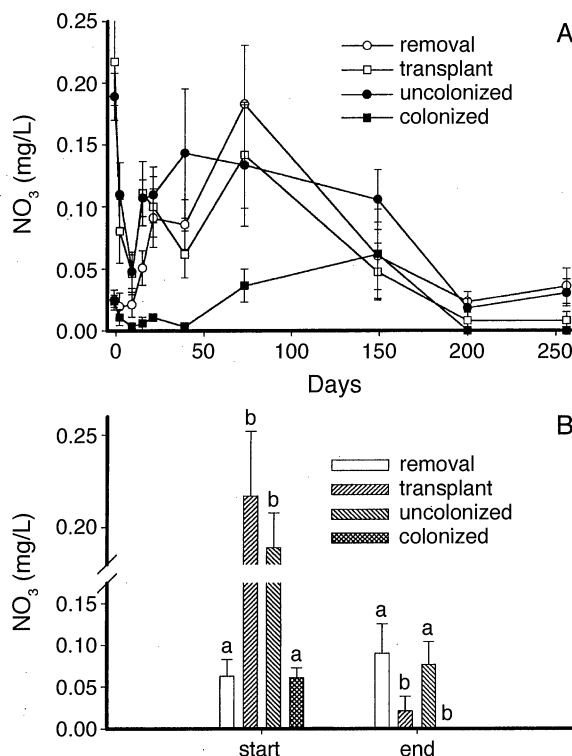 0.25
0.20
0.15
0.10
0.05
0.00
NO3 (mg/L)
A
removal
transplant
uncolonized
colonized
0
50
100
150
200
250
Days
B
0.25
0.20
0.15
0.10
0.05
0.00
NO3 (mg/L)
removal
transplant
uncolonized
colonized
a
b
b
a
a
b
a
b
start
end